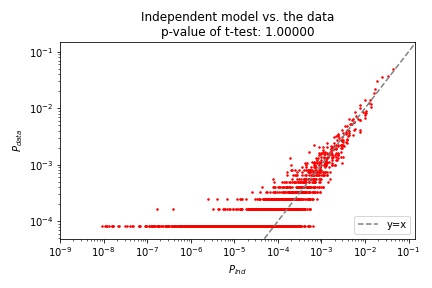 Independent model vs. the data
p-value of t-test: 1.00000
10⁻¹
10⁻²
10⁻³
10⁻⁴
P_data
y=x
10⁻⁹ 10⁻⁸ 10⁻⁷ 10⁻⁶ 10⁻⁵ 10⁻⁴ 10⁻³ 10⁻² 10⁻¹
P_ind